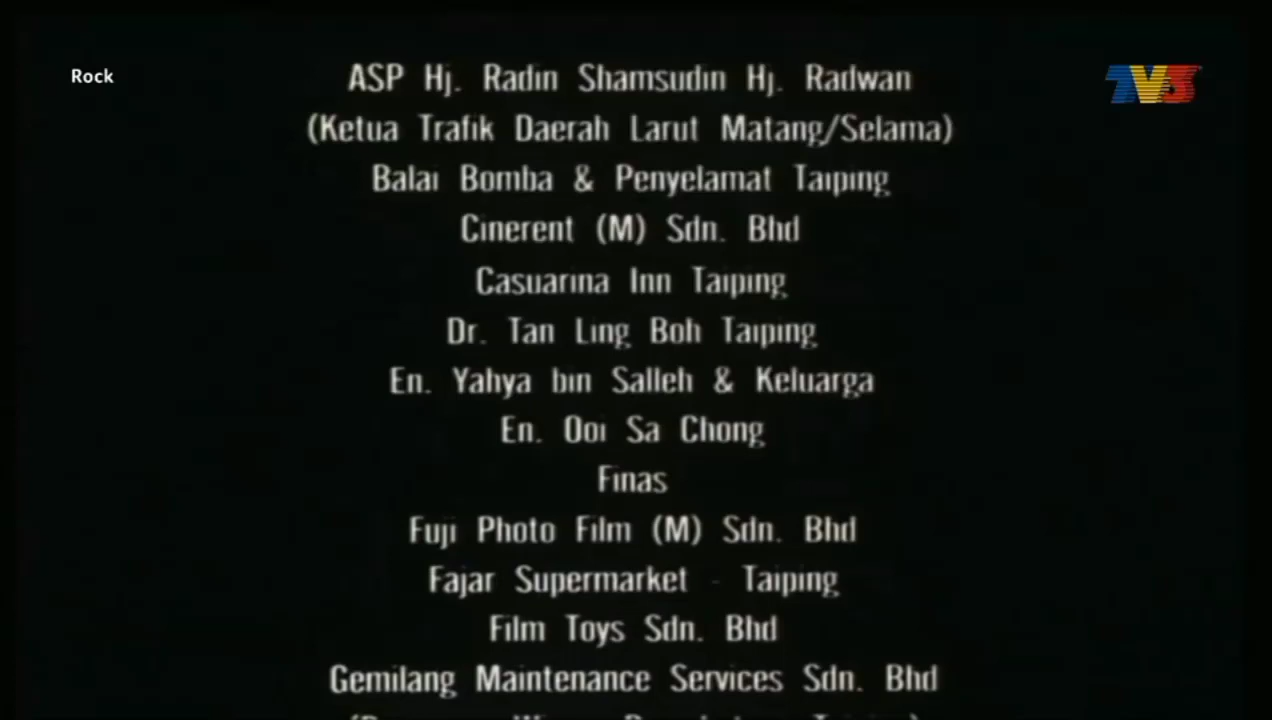 Rock
TV3
ASP Hj. Radin Shamsudin Hj. Radwan
(Ketua Trafik Daerah Larut Matang/Selama)
Balai Bomba & Penyelamat Taiping
Cinerent (M) Sdn. Bhd
Casuarina Inn Taiping
Dr. Tan Ling Boh Taiping
En. Yahya bin Salleh & Keluarga
En. Ooi Sa Chong
Finas
Fuji Photo Film (M) Sdn. Bhd
Fajar Supermarket - Taiping
Film Toys Sdn. Bhd
Gemilang Maintenance Services Sdn. Bhd